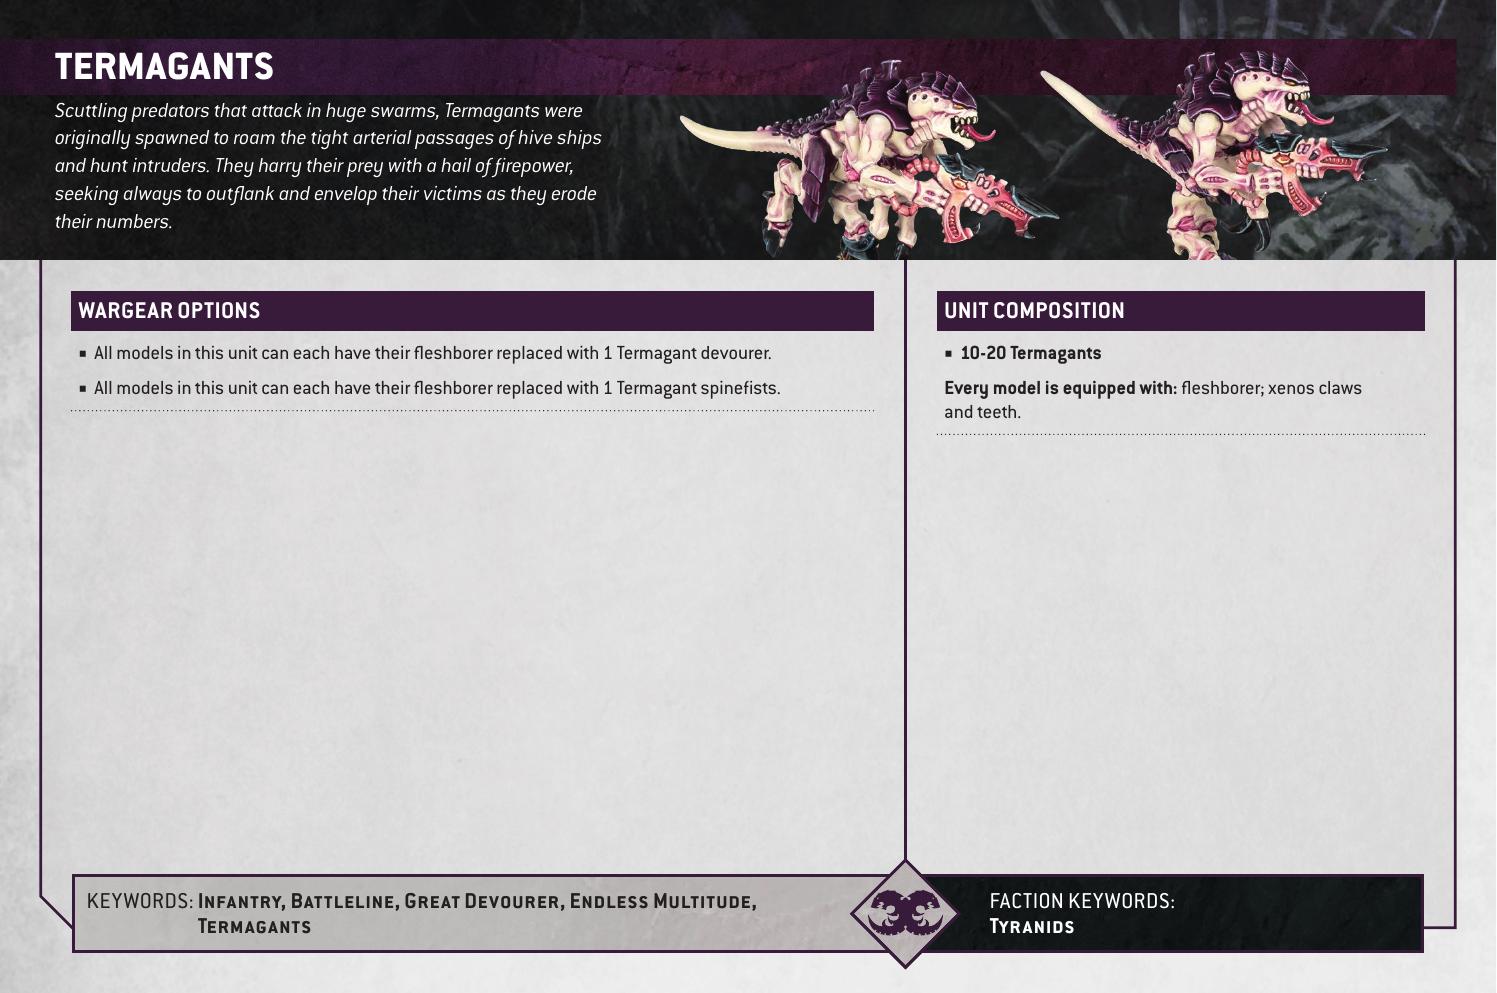 TERMAGANTS
Scuttling predators that attack in huge swarms, Termagants were
originally spawned to roam the tight arterial passages of hive ships
and hunt intruders. They harry their prey with a hail of firepower,
seeking always to outflank and envelop their victims as they erode
their numbers.
WARGEAR OPTIONS
▪ All models in this unit can each have their fleshborer replaced with 1 Termagant devourer.
▪ All models in this unit can each have their fleshborer replaced with 1 Termagant spinefists.
UNIT COMPOSITION
▪ 10-20 Termagants
Every model is equipped with: fleshborer; xenos claws
and teeth.
KEYWORDS: Infantry, Battleline, Great Devourer, Endless Multitude,
Termagants
FACTION KEYWORDS:
Tyranids